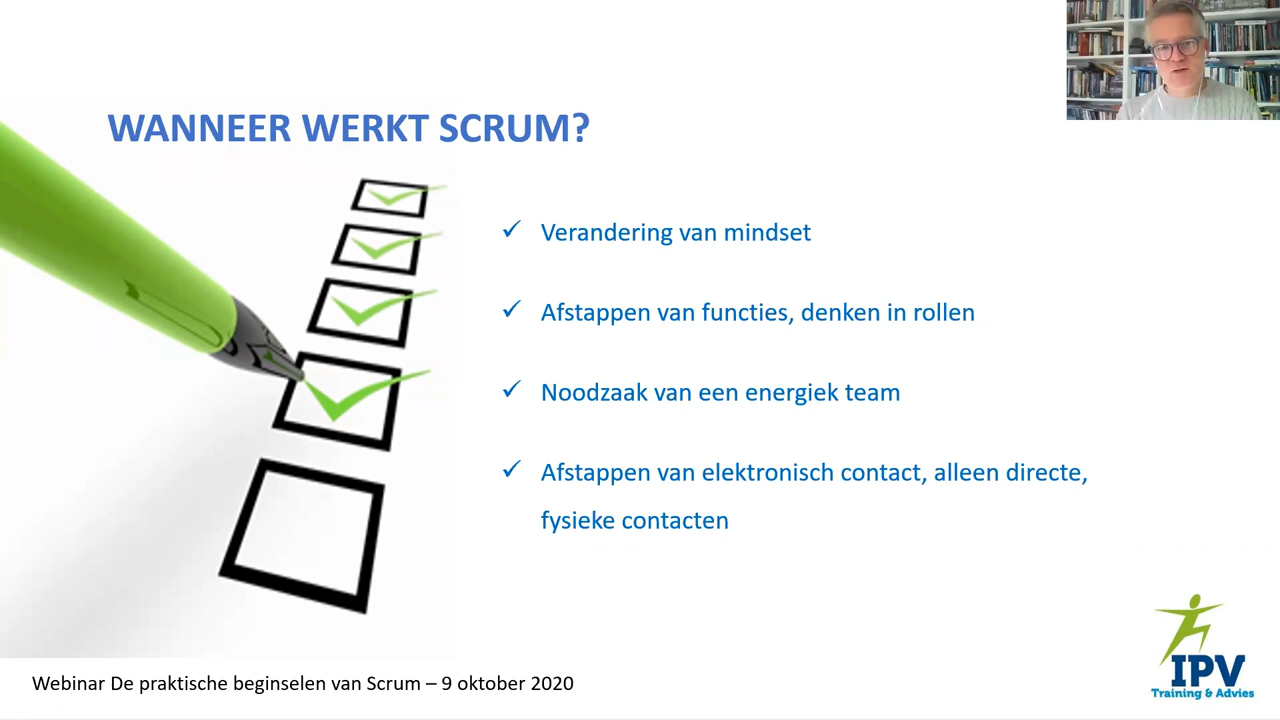 WANNEER WERKT SCRUM?
✓ Verandering van mindset
✓ Afstappen van functies, denken in rollen
✓ Noodzaak van een energiek team
✓ Afstappen van elektronisch contact, alleen directe,
fysieke contacten
Webinar De praktische beginselen van Scrum – 9 oktober 2020
IPV
Training & Advies